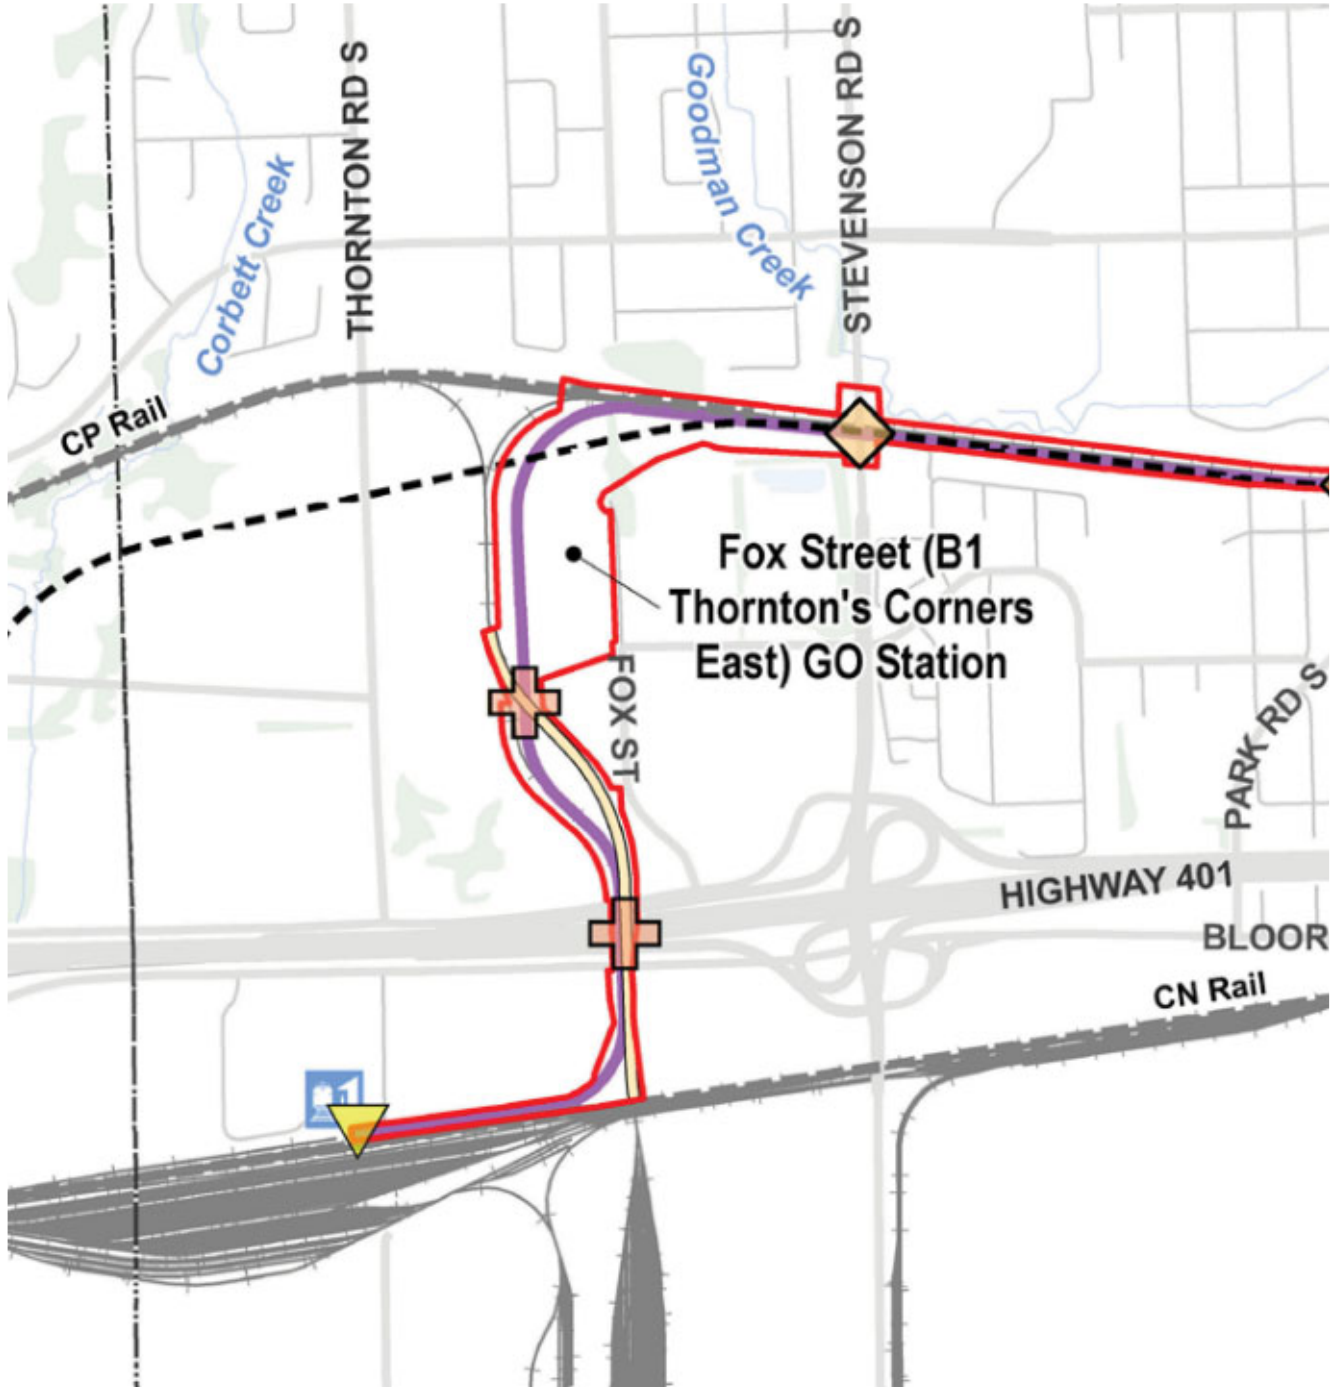 THORNTON RD S
STEVENSON RD S
Goodman Creek
Corbett Creek
CP Rail
Fox Street (B1
Thornton's Corners
East) GO Station
FOX ST
PARK RD S
HIGHWAY 401
BLOOR
CN Rail